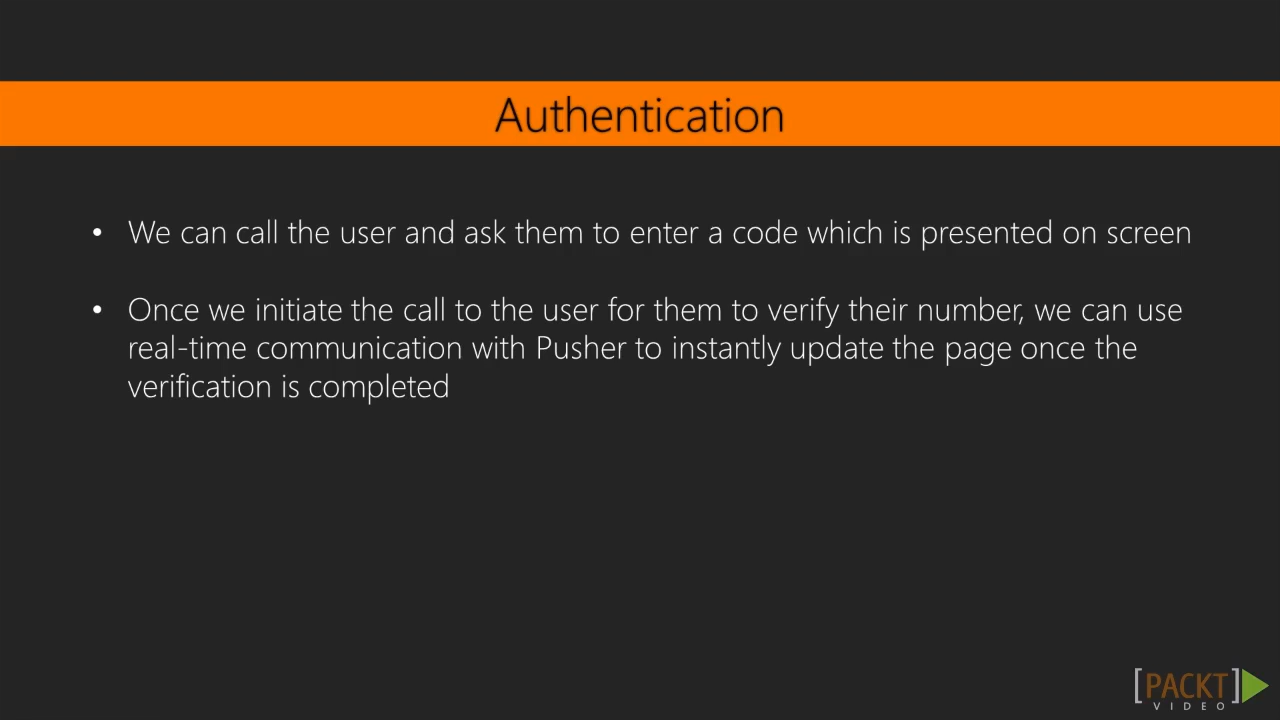 Authentication
• We can call the user and ask them to enter a code which is presented on screen
• Once we initiate the call to the user for them to verify their number, we can use
real-time communication with Pusher to instantly update the page once the
verification is completed
[PACKT]
VIDEO